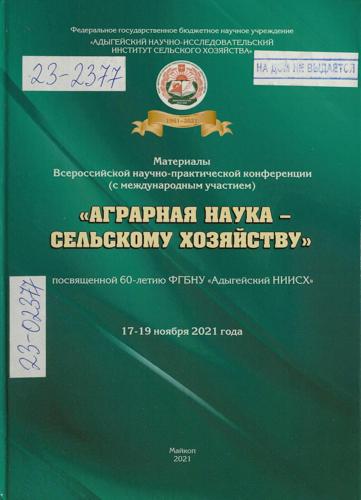 Федеральное государственное бюджетное научное учреждение
«АДЫГЕЙСКИЙ НАУЧНО-ИССЛЕДОВАТЕЛЬСКИЙ
ИНСТИТУТ СЕЛЬСКОГО ХОЗЯЙСТВА»
23-2377
НА ДОМ НЕ ВЫДАЕТСЯ
1961-2021
Материалы
Всероссийской научно-практической конференции
(с международным участием)
«АГРАРНАЯ НАУКА –
СЕЛЬСКОМУ ХОЗЯЙСТВУ»
посвященной 60-летию ФГБНУ «Адыгейский НИИСХ»
17-19 ноября 2021 года
23-02377
Майкоп
2021